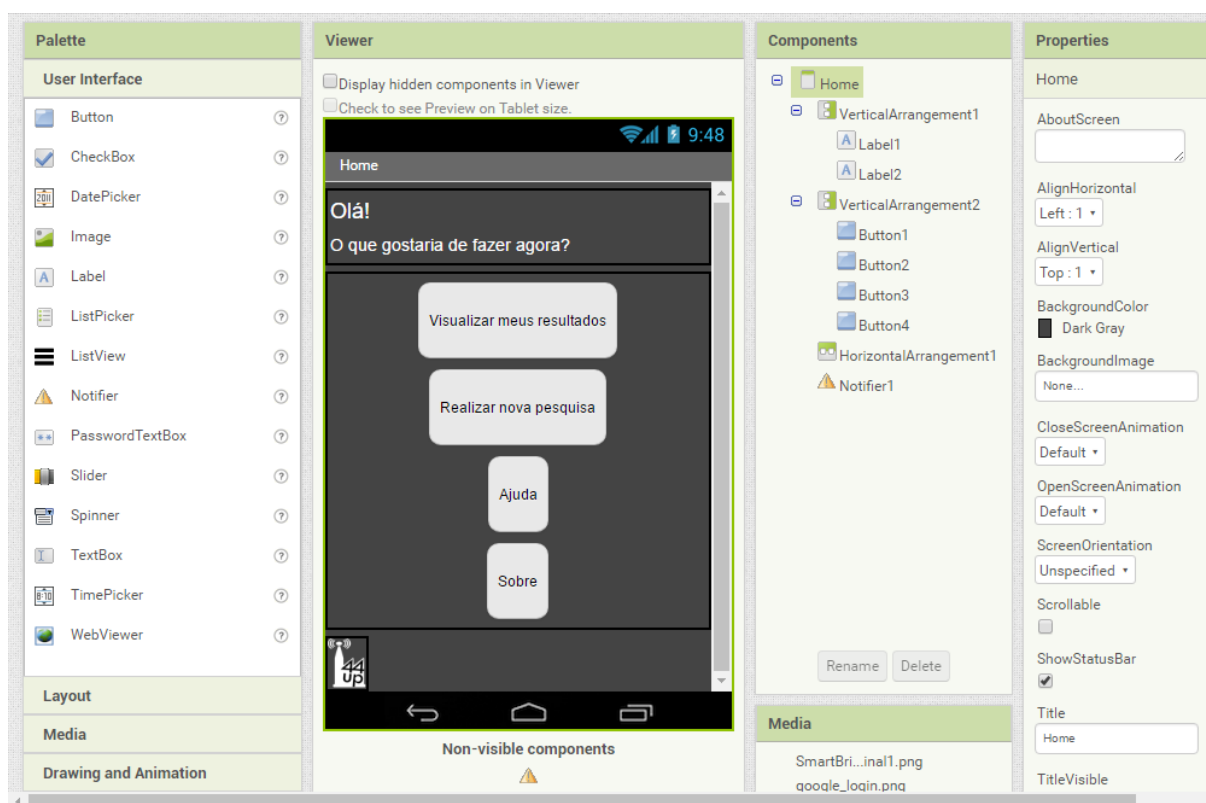 Palette
User Interface
Button
CheckBox
DatePicker
Image
Label
ListPicker
ListView
Notifier
PasswordTextBox
Slider
Spinner
TextBox
TimePicker
WebViewer
Layout
Media
Drawing and Animation
Viewer
Display hidden components in Viewer
Check to see Preview on Tablet size.
9:48
Home
Olá!
O que gostaria de fazer agora?
Visualizar meus resultados
Realizar nova pesquisa
Ajuda
Sobre
44
up
Non-visible components
Components
Home
VerticalArrangement1
Label1
Label2
VerticalArrangement2
Button1
Button2
Button3
Button4
HorizontalArrangement1
Notifier1
Rename Delete
Media
SmartBri...inal1.png
google_login.png
Properties
Home
AboutScreen
AlignHorizontal
Left : 1
AlignVertical
Top : 1
BackgroundColor
Dark Gray
BackgroundImage
None...
CloseScreenAnimation
Default
OpenScreenAnimation
Default
ScreenOrientation
Unspecified
Scrollable
ShowStatusBar
Title
Home
TitleVisible